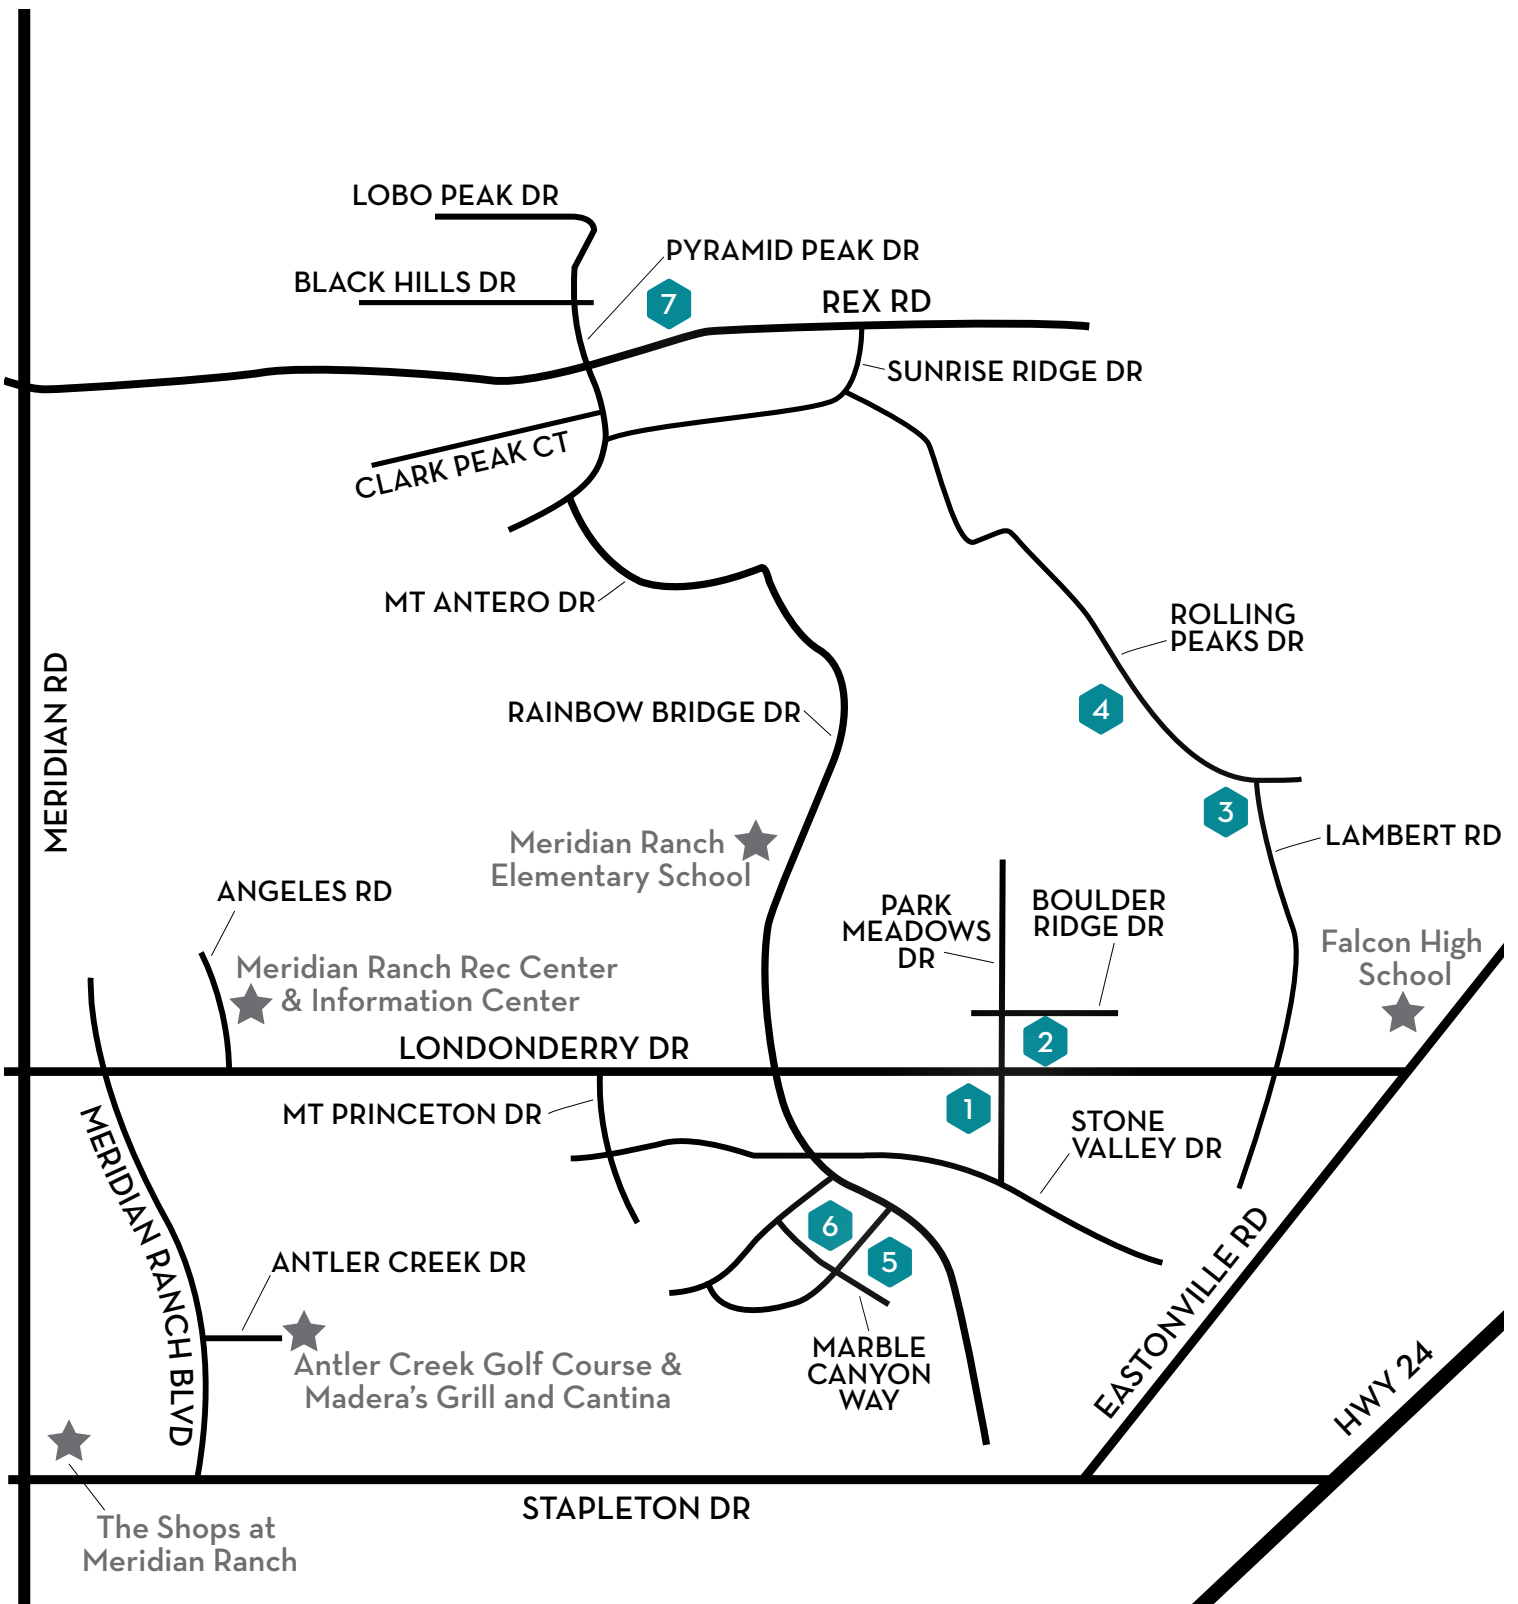 LOBO PEAK DR
PYRAMID PEAK DR
BLACK HILLS DR
7
REX RD
SUNRISE RIDGE DR
CLARK PEAK CT
MT ANTERO DR
ROLLING
PEAKS DR
MERIDIAN RD
4
RAINBOW BRIDGE DR
3
LAMBERT RD
Meridian Ranch
Elementary School
ANGELES RD
PARK
MEADOWS
DR
BOULDER
RIDGE DR
Falcon High
School
Meridian Ranch Rec Center
& Information Center
2
LONDONDERRY DR
1
MT PRINCETON DR
STONE
VALLEY DR
MERIDIAN RANCH BLVD
6
5
ANTLER CREEK DR
EASTONVILLE RD
MARBLE
CANYON
WAY
Antler Creek Golf Course &
Madera's Grill and Cantina
HWY 24
STAPLETON DR
The Shops at
Meridian Ranch